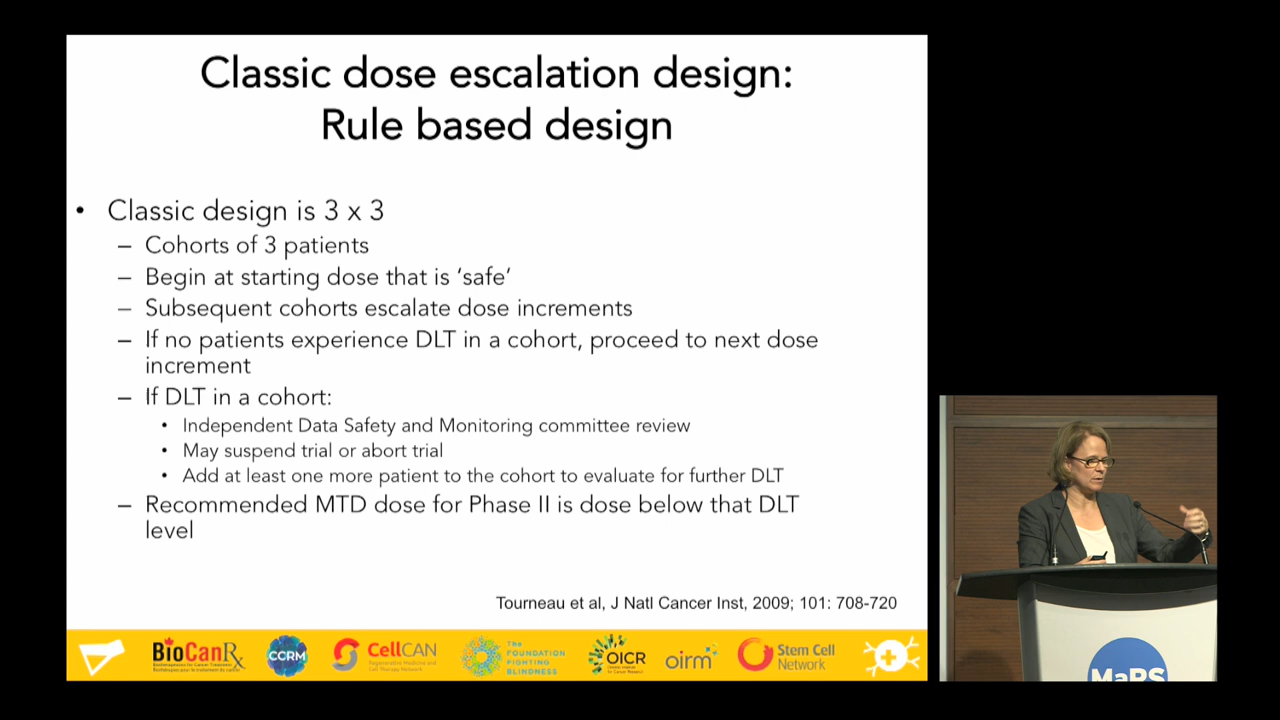 Classic dose escalation design:
Rule based design
• Classic design is 3 x 3
– Cohorts of 3 patients
– Begin at starting dose that is ‘safe’
– Subsequent cohorts escalate dose increments
– If no patients experience DLT in a cohort, proceed to next dose
increment
– If DLT in a cohort:
• Independent Data Safety and Monitoring committee review
• May suspend trial or abort trial
• Add at least one more patient to the cohort to evaluate for further DLT
– Recommended MTD dose for Phase II is dose below that DLT
level
Tourneau et al, J Natl Cancer Inst, 2009; 101: 708-720
BioCanRx
CCRM
CellCAN
THE
FOUNDATION
FIGHTING
BLINDNESS
OICR
oirm
Stem Cell
Network
MaRS